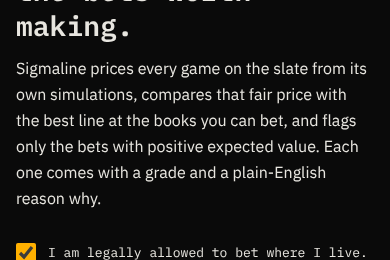 making.
Sigmaline prices every game on the slate from its
own simulations, compares that fair price with
the best line at the books you can bet, and flags
only the bets with positive expected value. Each
one comes with a grade and a plain-English
reason why.
I am legally allowed to bet where I live.